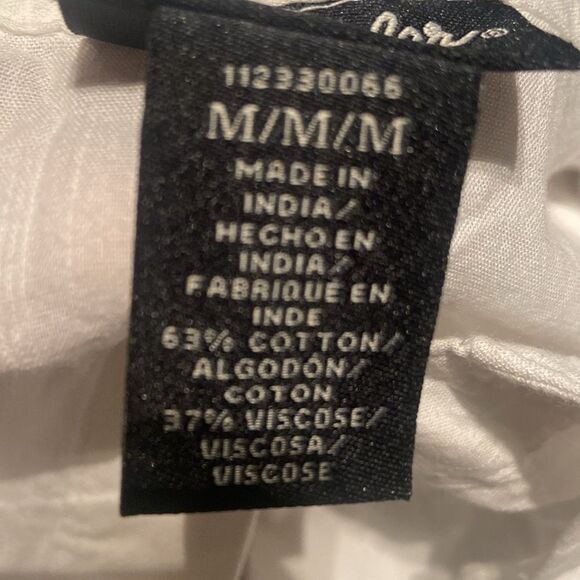 112330066
M/M/M
MADE IN
INDIA/
HECHO EN
INDIA/
FABRIQUÉ EN
INDE
63% COTTON/
ALGODÓN/
COTON
37% VISCOSE/
VISCOSA/
VISCOSE